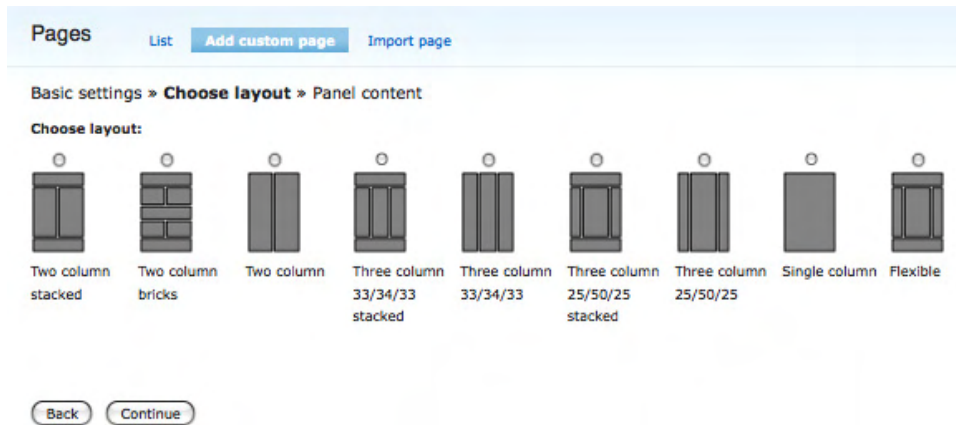 Pages List Add custom page Import page
Basic settings » Choose layout » Panel content
Choose layout:
Two column stacked
Two column bricks
Two column
Three column 33/34/33 stacked
Three column 33/34/33
Three column 25/50/25 stacked
Three column 25/50/25
Single column
Flexible
Back Continue